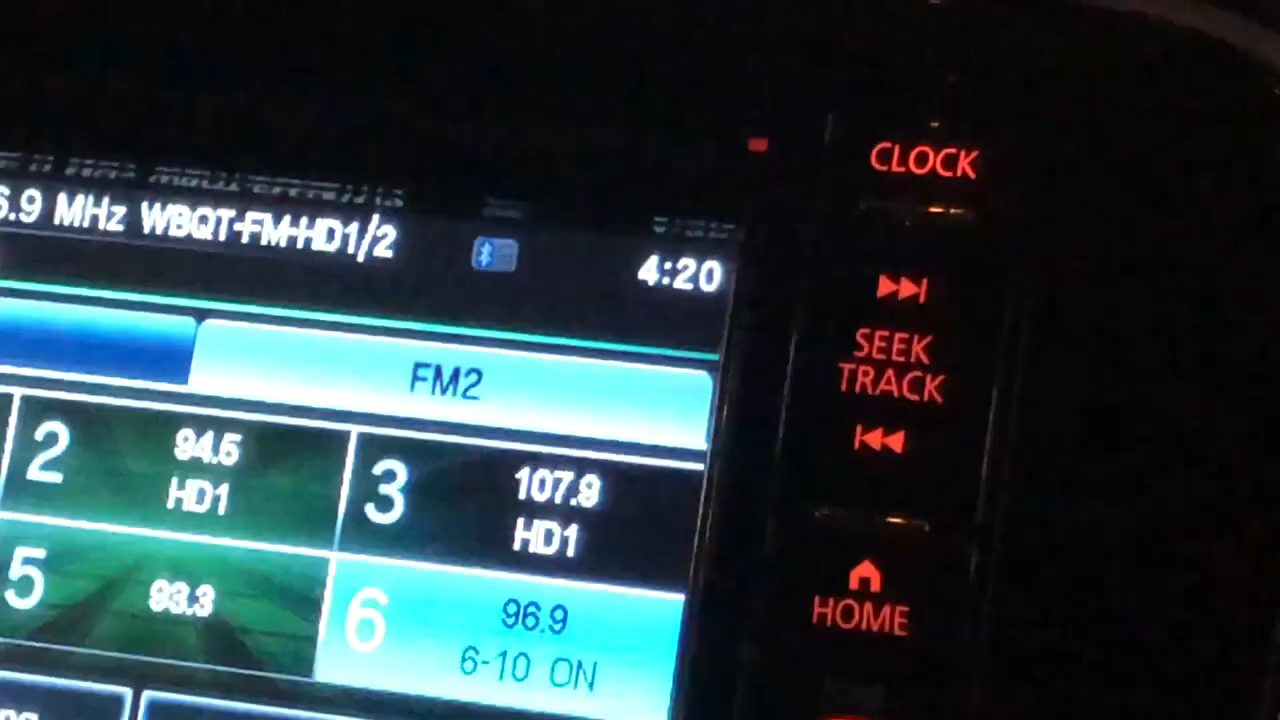 6.9 MHz WBQT-FM-HD1/2
4:20
FM2
2 94.5
HD1
3 107.9
HD1
5 93.3
6 96.9
6-10 ON
CLOCK
SEEK
TRACK
HOME